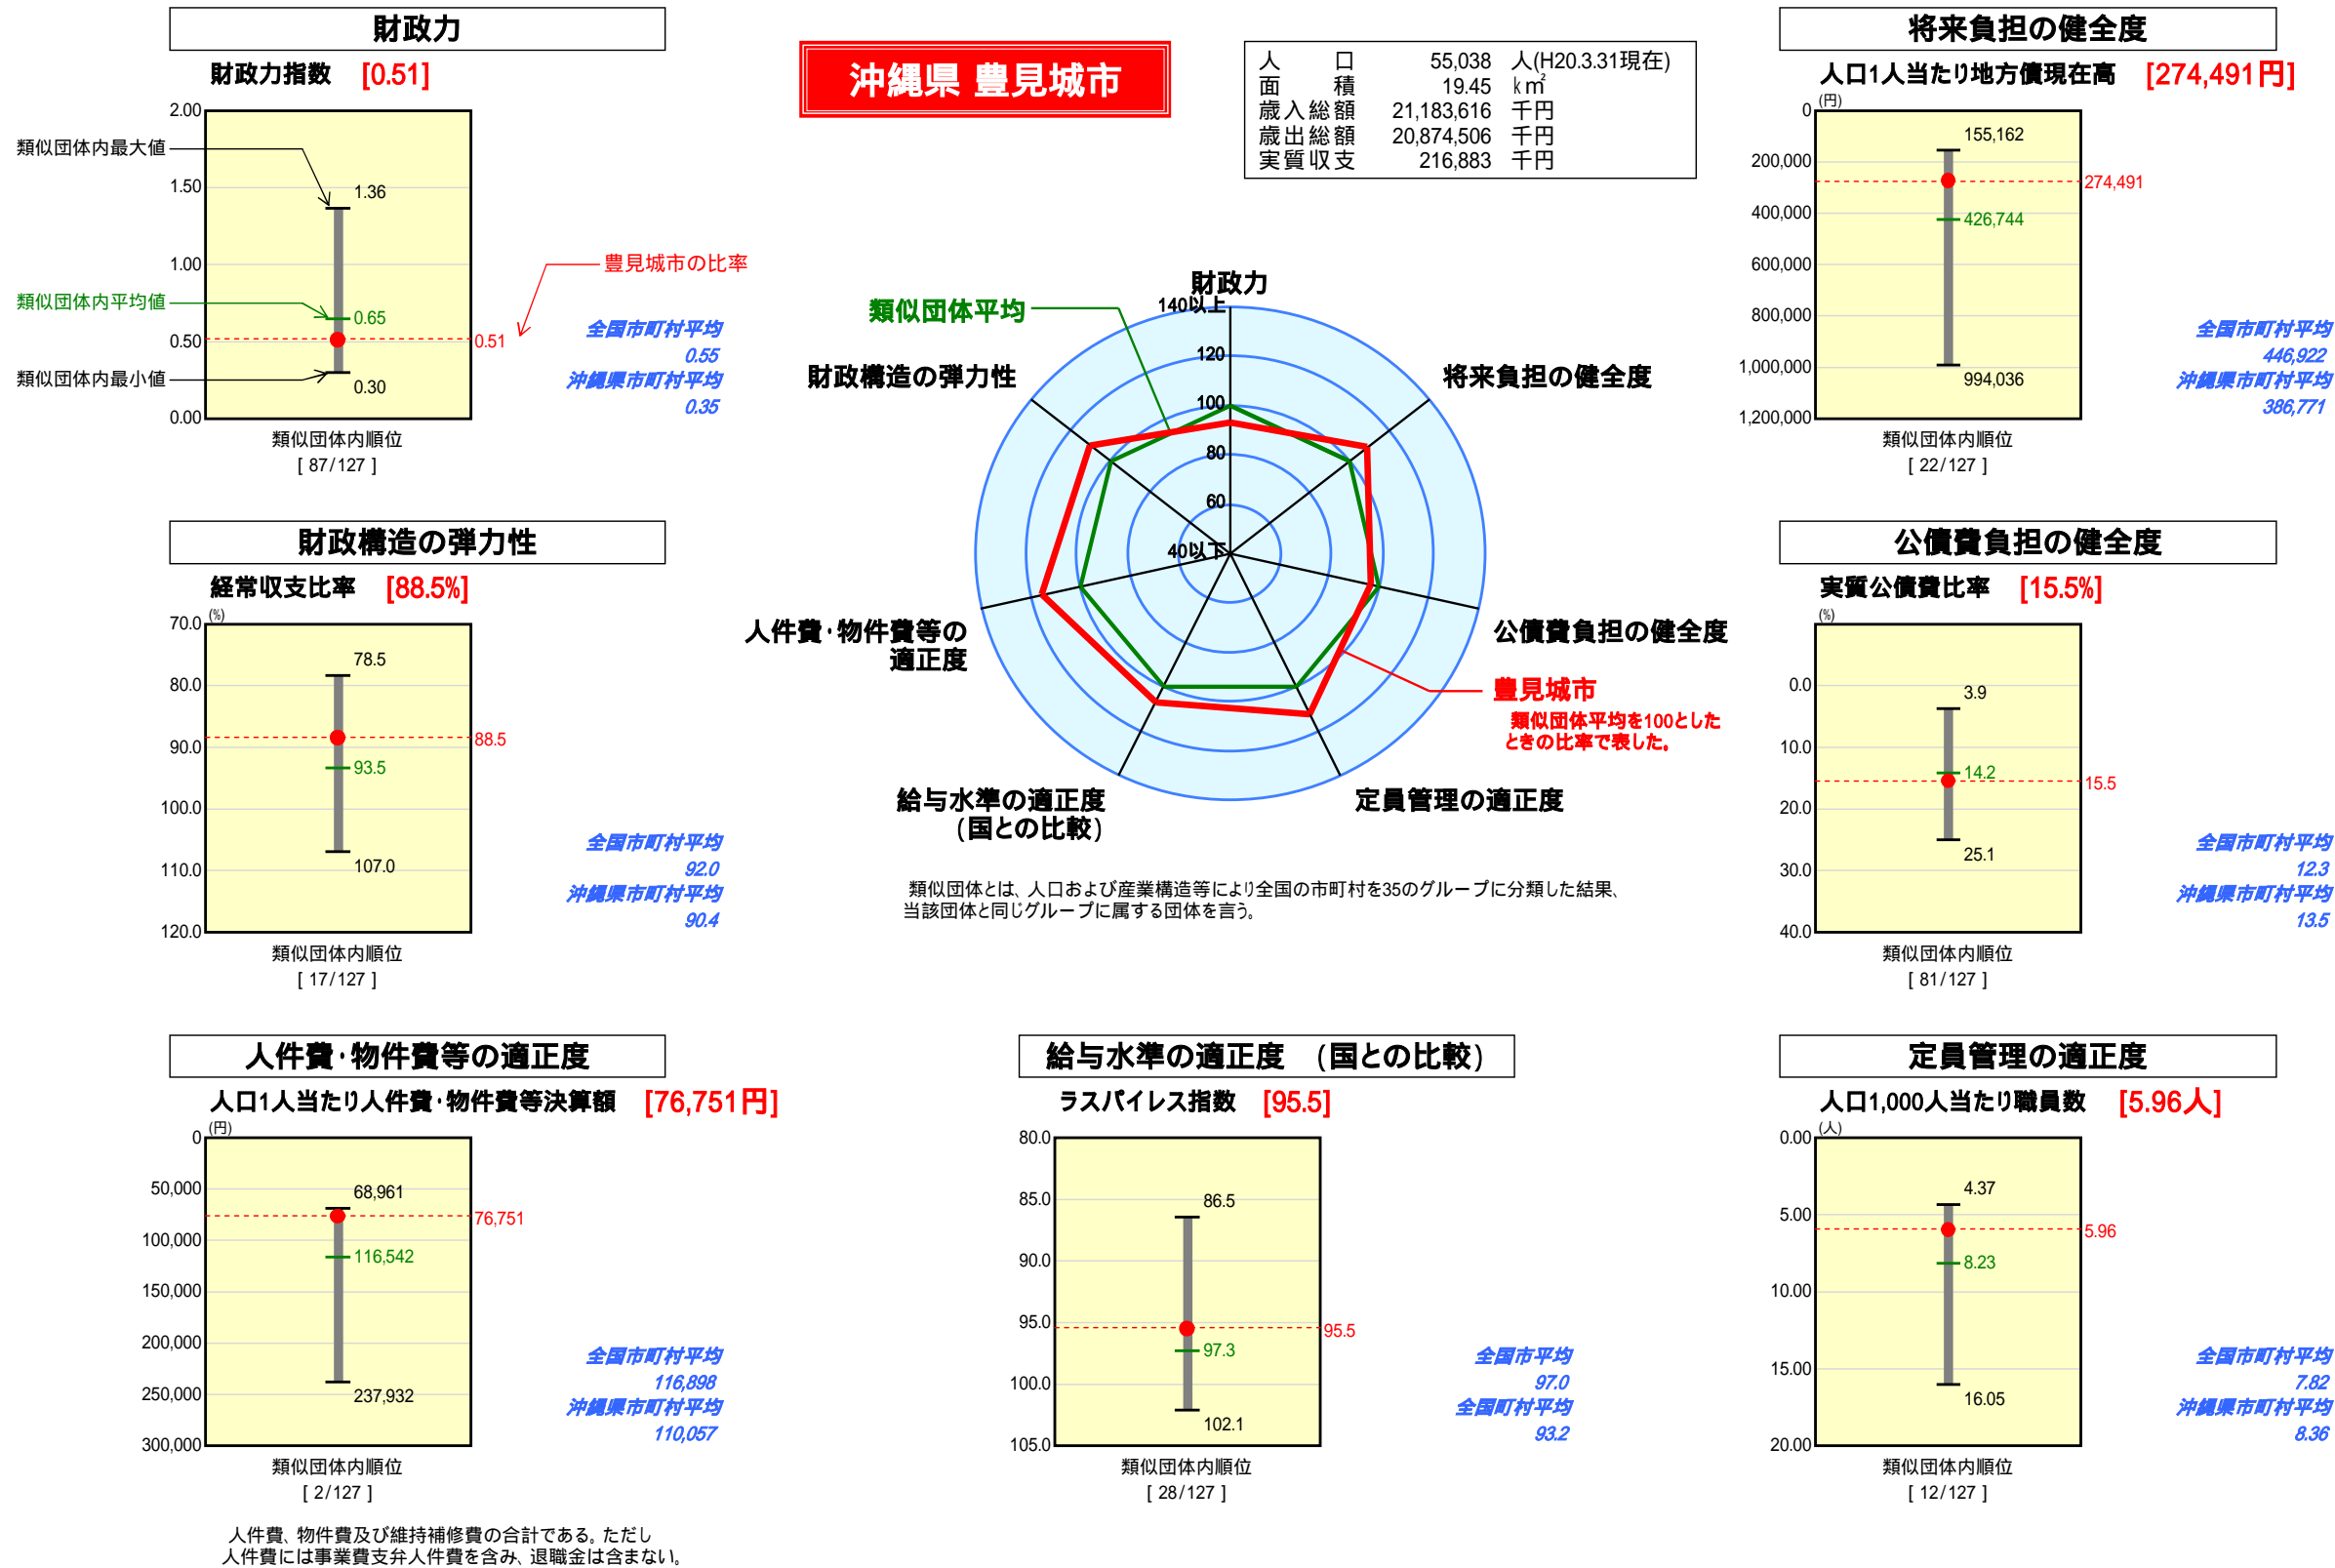 財政力
財政力指数 [0.51]
2.00
1.50
1.00
0.50
0.00
類似団体内最大値
類似団体内平均値
類似団体内最小値
1.36
0.65
0.30
0.51
豊見城市の比率
全国市町村平均
0.55
沖縄県市町村平均
0.35
類似団体内順位
[ 87/127 ]
沖縄県 豊見城市
人口 55,038 人(H20.3.31現在)
面積 19.45 k㎡
歳入総額 21,183,616 千円
歳出総額 20,874,506 千円
実質収支 216,883 千円
将来負担の健全度
人口1人当たり地方債現在高 [274,491円]
(円)
0
200,000
400,000
600,000
800,000
1,000,000
1,200,000
155,162
274,491
426,744
994,036
全国市町村平均
446,922
沖縄県市町村平均
386,771
類似団体内順位
[ 22/127 ]
財政力
140以上
120
100
80
60
40以下
類似団体平均
財政構造の弾力性
将来負担の健全度
人件費・物件費等の
適正度
公債費負担の健全度
豊見城市
類似団体平均を100とした
ときの比率で表した。
給与水準の適正度
(国との比較)
定員管理の適正度
類似団体とは、人口および産業構造等により全国の市町村を35のグループに分類した結果、
当該団体と同じグループに属する団体を言う。
財政構造の弾力性
経常収支比率 [88.5%]
(%)
70.0
80.0
90.0
100.0
110.0
120.0
78.5
88.5
93.5
107.0
全国市町村平均
92.0
沖縄県市町村平均
90.4
類似団体内順位
[ 17/127 ]
公債費負担の健全度
実質公債費比率 [15.5%]
(%)
0.0
10.0
20.0
30.0
40.0
3.9
14.2
15.5
25.1
全国市町村平均
12.3
沖縄県市町村平均
13.5
類似団体内順位
[ 81/127 ]
人件費・物件費等の適正度
人口1人当たり人件費・物件費等決算額 [76,751円]
(円)
0
50,000
100,000
150,000
200,000
250,000
300,000
68,961
76,751
116,542
237,932
全国市町村平均
116,898
沖縄県市町村平均
110,057
類似団体内順位
[ 2/127 ]
人件費、物件費及び維持補修費の合計である。ただし
人件費には事業費支弁人件費を含み、退職金は含まない。
給与水準の適正度 (国との比較)
ラスパイレス指数 [95.5]
80.0
85.0
90.0
95.0
100.0
105.0
86.5
95.5
97.3
102.1
全国市平均
97.0
全国町村平均
93.2
類似団体内順位
[ 28/127 ]
定員管理の適正度
人口1,000人当たり職員数 [5.96人]
(人)
0.00
5.00
10.00
15.00
20.00
4.37
5.96
8.23
16.05
全国市町村平均
7.82
沖縄県市町村平均
8.36
類似団体内順位
[ 12/127 ]